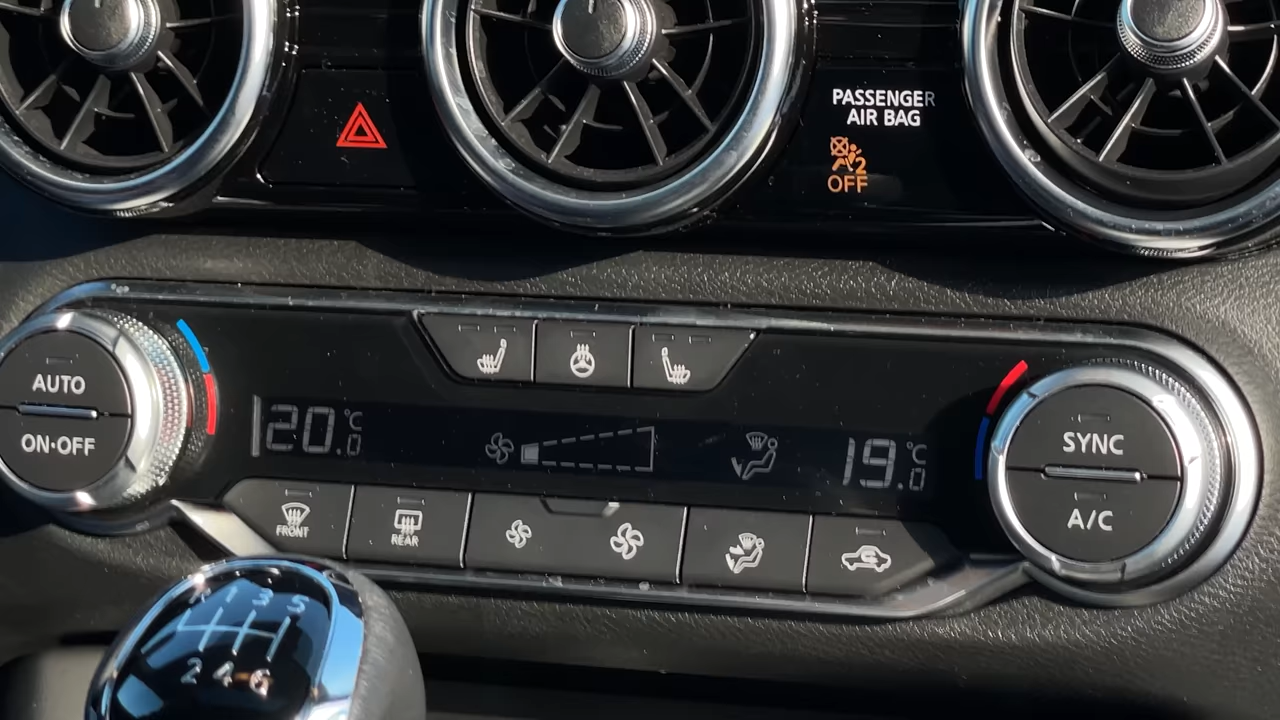 PASSENGER
AIR BAG
2
OFF
AUTO
ON·OFF
20.0°C
19.0°C
SYNC
A/C
FRONT
REAR
1 3 5
2 4 6